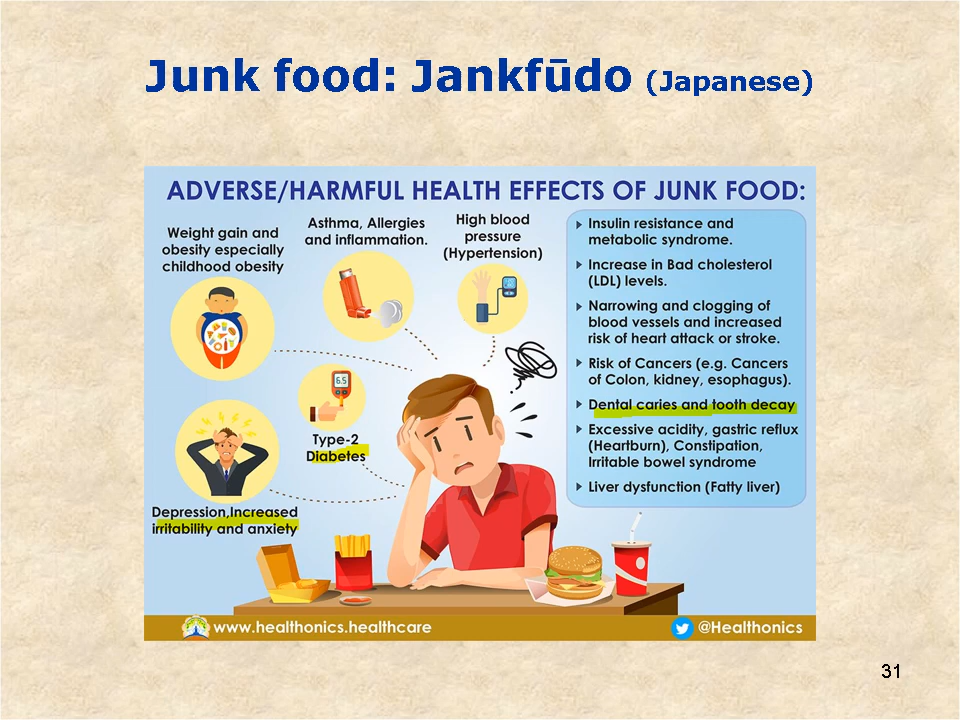 Junk food: Jankfūdo (Japanese)
ADVERSE/HARMFUL HEALTH EFFECTS OF JUNK FOOD:
Weight gain and
obesity especially
childhood obesity
Asthma, Allergies
and inflammation.
High blood
pressure
(Hypertension)
6.5
Type-2
Diabetes
Depression,Increased
irritability and anxiety
Insulin resistance and
metabolic syndrome.
Increase in Bad cholesterol
(LDL) levels.
Narrowing and clogging of
blood vessels and increased
risk of heart attack or stroke.
Risk of Cancers (e.g. Cancers
of Colon, kidney, esophagus).
Dental caries and tooth decay
Excessive acidity, gastric reflux
(Heartburn), Constipation,
Irritable bowel syndrome
Liver dysfunction (Fatty liver)
www.healthonics.healthcare
@Healthonics
31